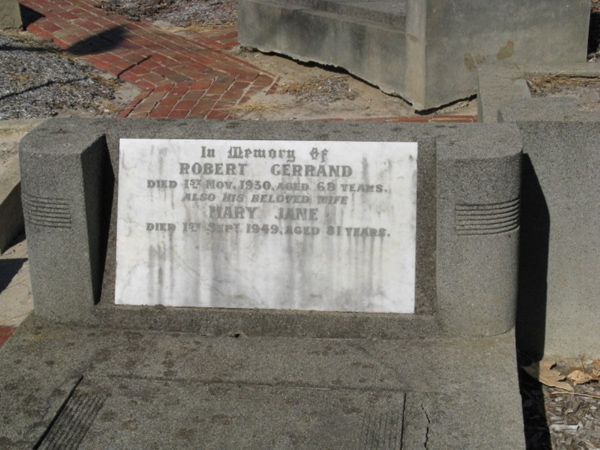 In Memory Of
ROBERT GERRAND
DIED 1ST NOV. 1930, AGED 69 YEARS.
ALSO HIS BELOVED WIFE
MARY JANE
DIED 1ST SEPT. 1949, AGED 81 YEARS.